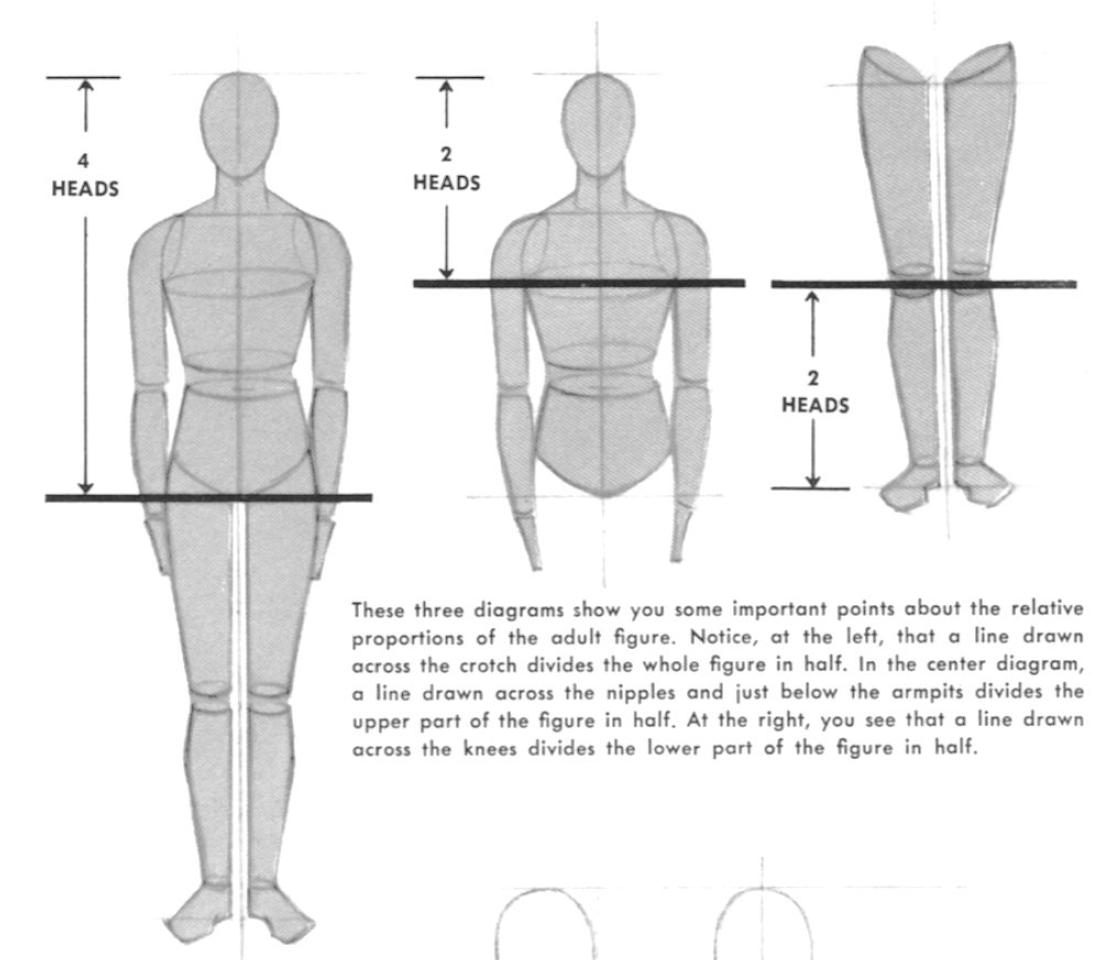 4
HEADS
2
HEADS
2
HEADS
These three diagrams show you some important points about the relative
proportions of the adult figure. Notice, at the left, that a line drawn
across the crotch divides the whole figure in half. In the center diagram,
a line drawn across the nipples and just below the armpits divides the
upper part of the figure in half. At the right, you see that a line drawn
across the knees divides the lower part of the figure in half.